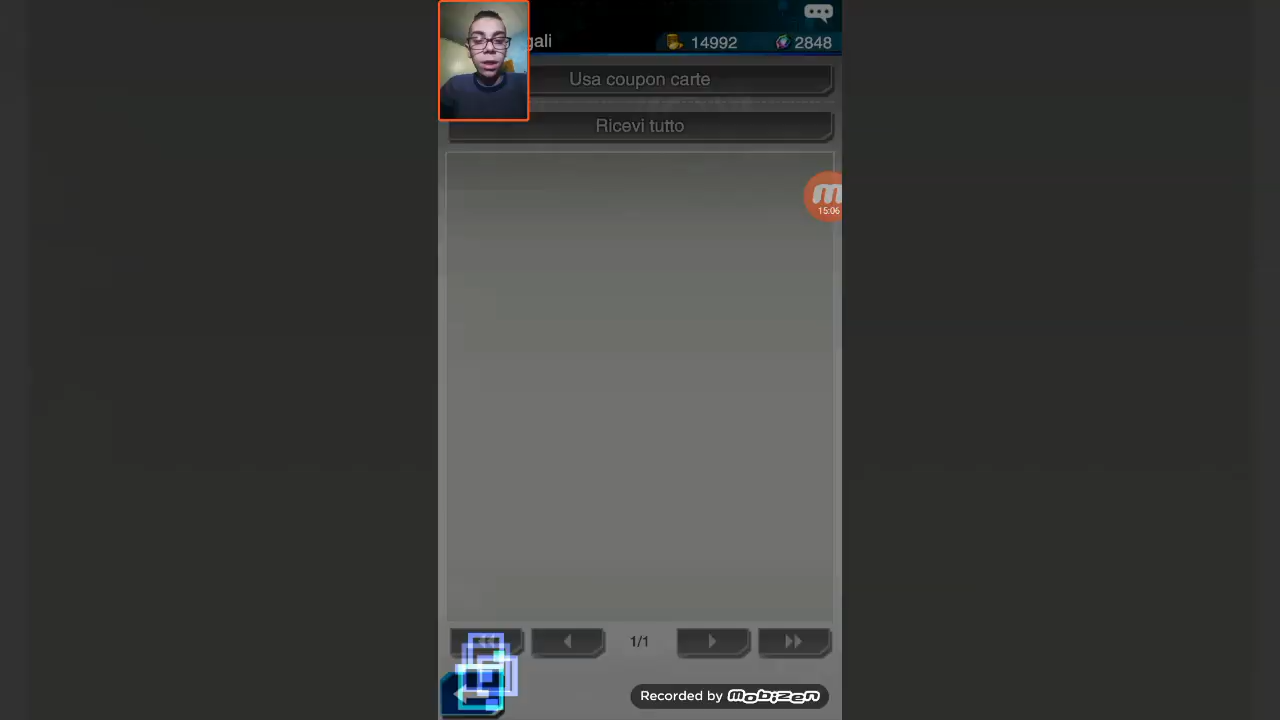 gali
14992
2848
Usa coupon carte
Ricevi tutto
15:06
1/1
Recorded by mobizen